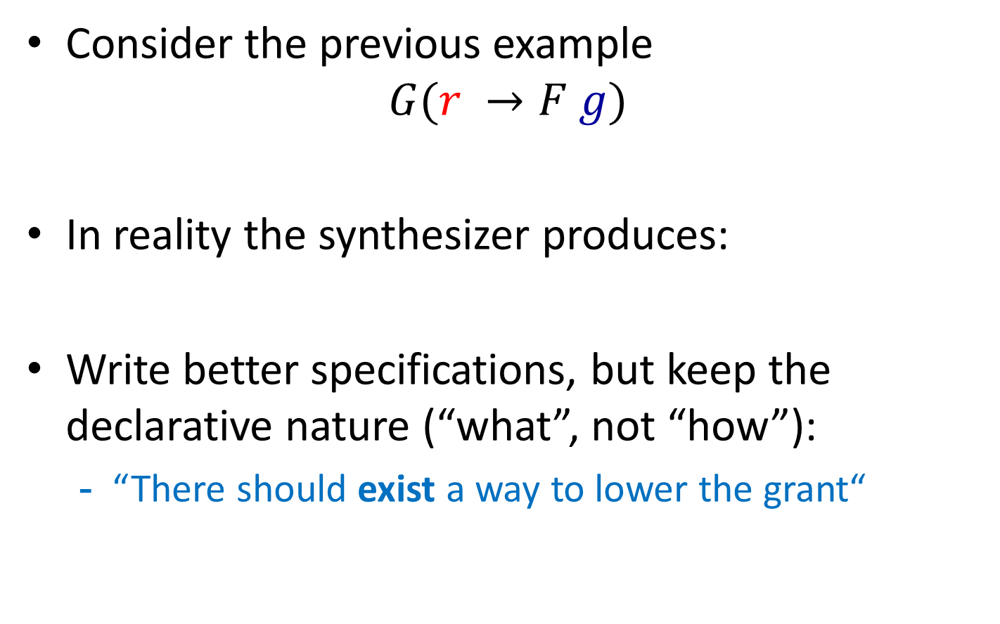 • Consider the previous example
G(r → F g)
• In reality the synthesizer produces:
• Write better specifications, but keep the
declarative nature (“what”, not “how”):
- “There should exist a way to lower the grant“